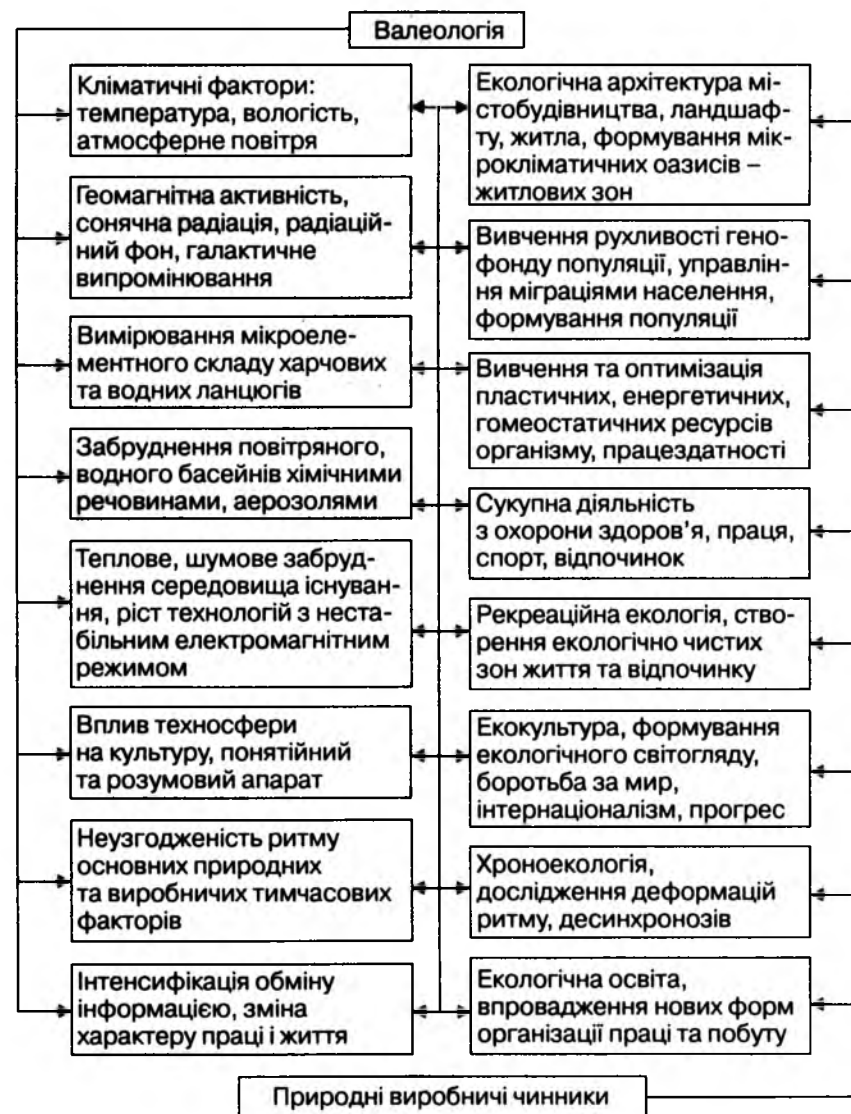 Валеологія
Кліматичні фактори:
температура, вологість,
атмосферне повітря
Геомагнітна активність,
сонячна радіація, радіацій-
ний фон, галактичне
випромінювання
Вимірювання мікроеле-
ментного складу харчових
та водних ланцюгів
Забруднення повітряного,
водного басейнів хімічними
речовинами, аерозолями
Теплове, шумове забруд-
нення середовища існуван-
ня, ріст технологій з неста-
більним електромагнітним
режимом
Вплив техносфери
на культуру, понятійний
та розумовий апарат
Неузгодженість ритму
основних природних
та виробничих тимчасових
факторів
Інтенсифікація обміну
інформацією, зміна
характеру праці і життя
Екологічна архітектура мі-
стобудівництва, ландшаф-
ту, житла, формування мік-
рокліматичних оазисів –
житлових зон
Вивчення рухливості гено-
фонду популяції, управлін-
ня міграціями населення,
формування популяції
Вивчення та оптимізація
пластичних, енергетичних,
гомеостатичних ресурсів
організму, працездатності
Сукупна діяльність
з охорони здоров’я, праця,
спорт, відпочинок
Рекреаційна екологія, ство-
рення екологічно чистих
зон життя та відпочинку
Екокультура, формування
екологічного світогляду,
боротьба за мир,
інтернаціоналізм, прогрес
Хроноекологія,
дослідження деформацій
ритму, десинхронозів
Екологічна освіта,
впровадження нових форм
організації праці та побуту
Природні виробничі чинники